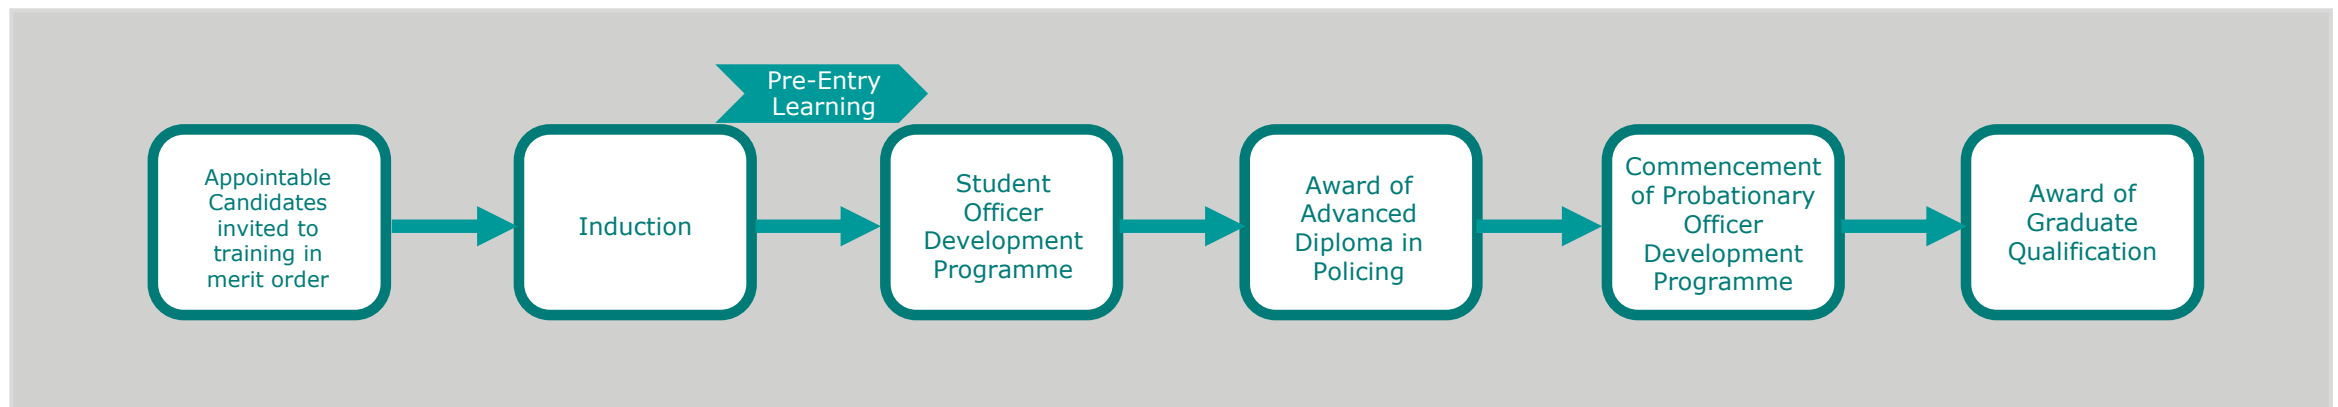 Pre-Entry
Learning
Appointable
Candidates
invited to
training in
merit order
Induction
Student
Officer
Development
Programme
Award of
Advanced
Diploma in
Policing
Commencement
of Probationary
Officer
Development
Programme
Award of
Graduate
Qualification